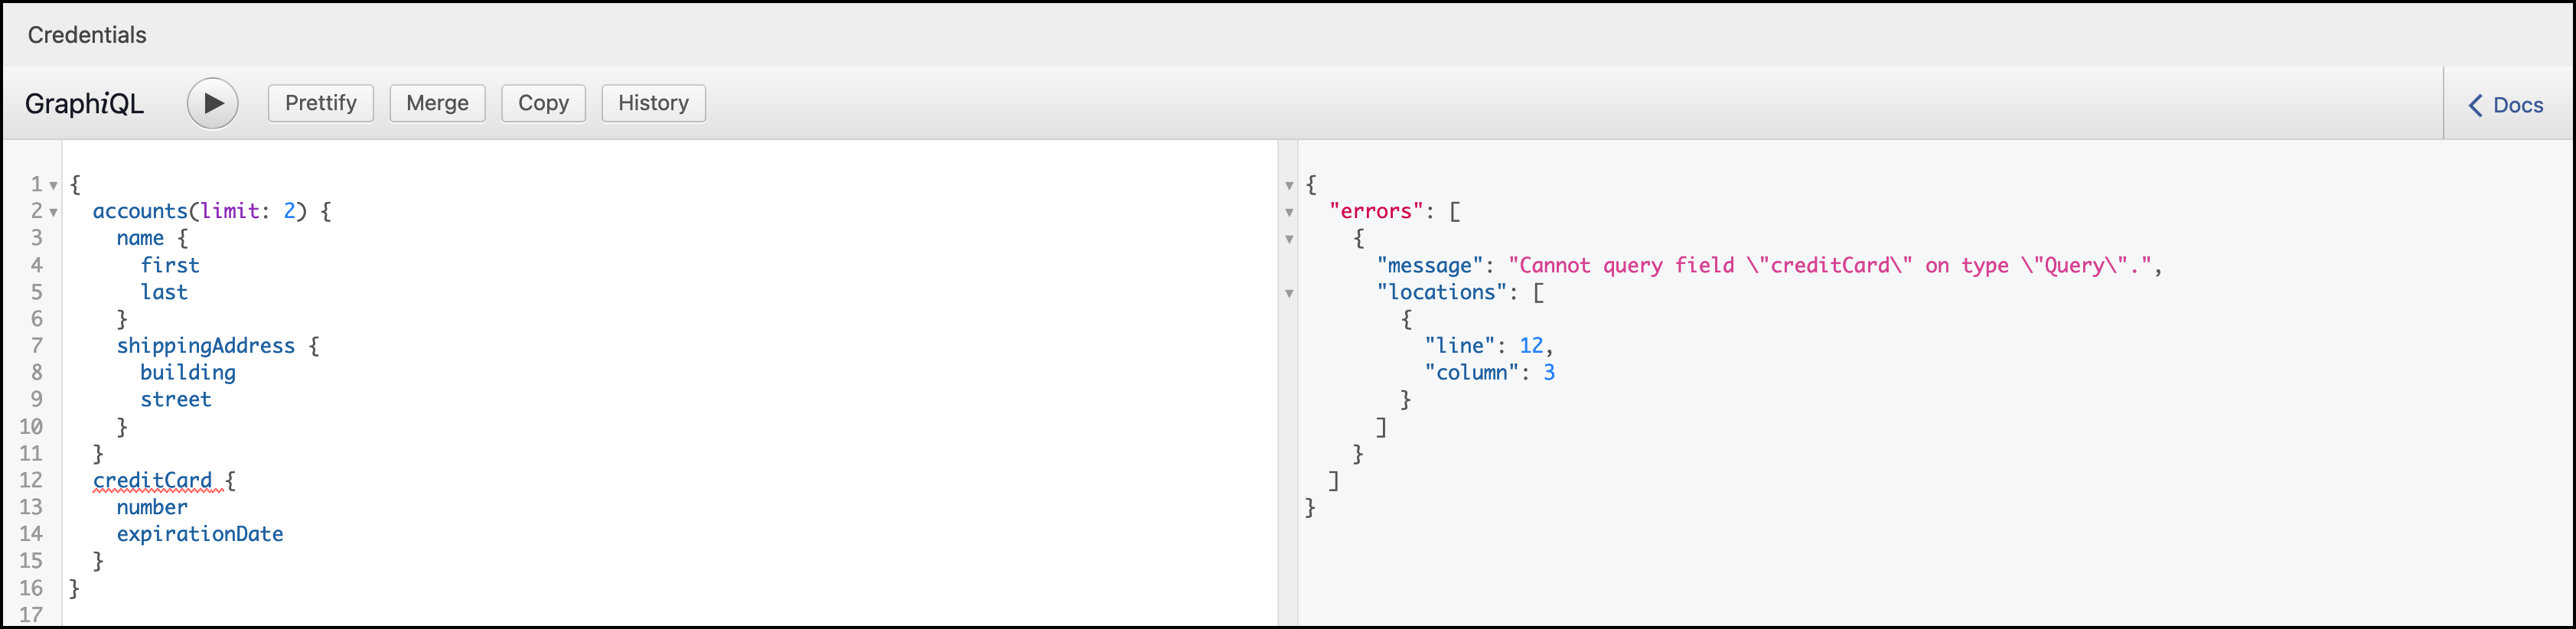 Credentials
GraphiQL Prettify Merge Copy History Docs
1 {
2 accounts(limit: 2) {
3 name {
4 first
5 last
6 }
7 shippingAddress {
8 building
9 street
10 }
11 }
12 creditCard {
13 number
14 expirationDate
15 }
16 }
17
{
"errors": [
{
"message": "Cannot query field \"creditCard\" on type \"Query\".",
"locations": [
{
"line": 12,
"column": 3
}
]
}
]
}